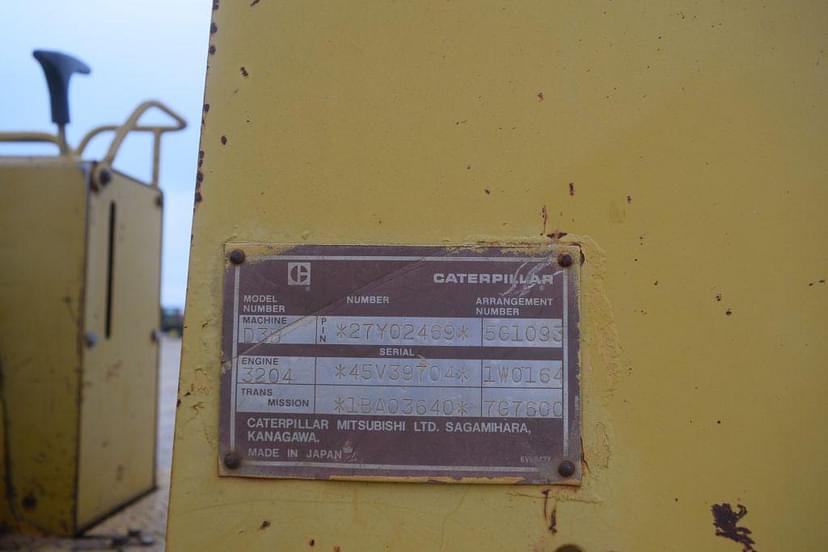 CATERPILLAR
MODEL NUMBER NUMBER ARRANGEMENT NUMBER
MACHINE PIN
D3B *27Y02469* 5G1093
SERIAL
ENGINE
3204 *45V39704* 1W0164
TRANS MISSION *1BA03640* 7G7600
CATERPILLAR MITSUBISHI LTD. SAGAMIHARA,
KANAGAWA.
MADE IN JAPAN